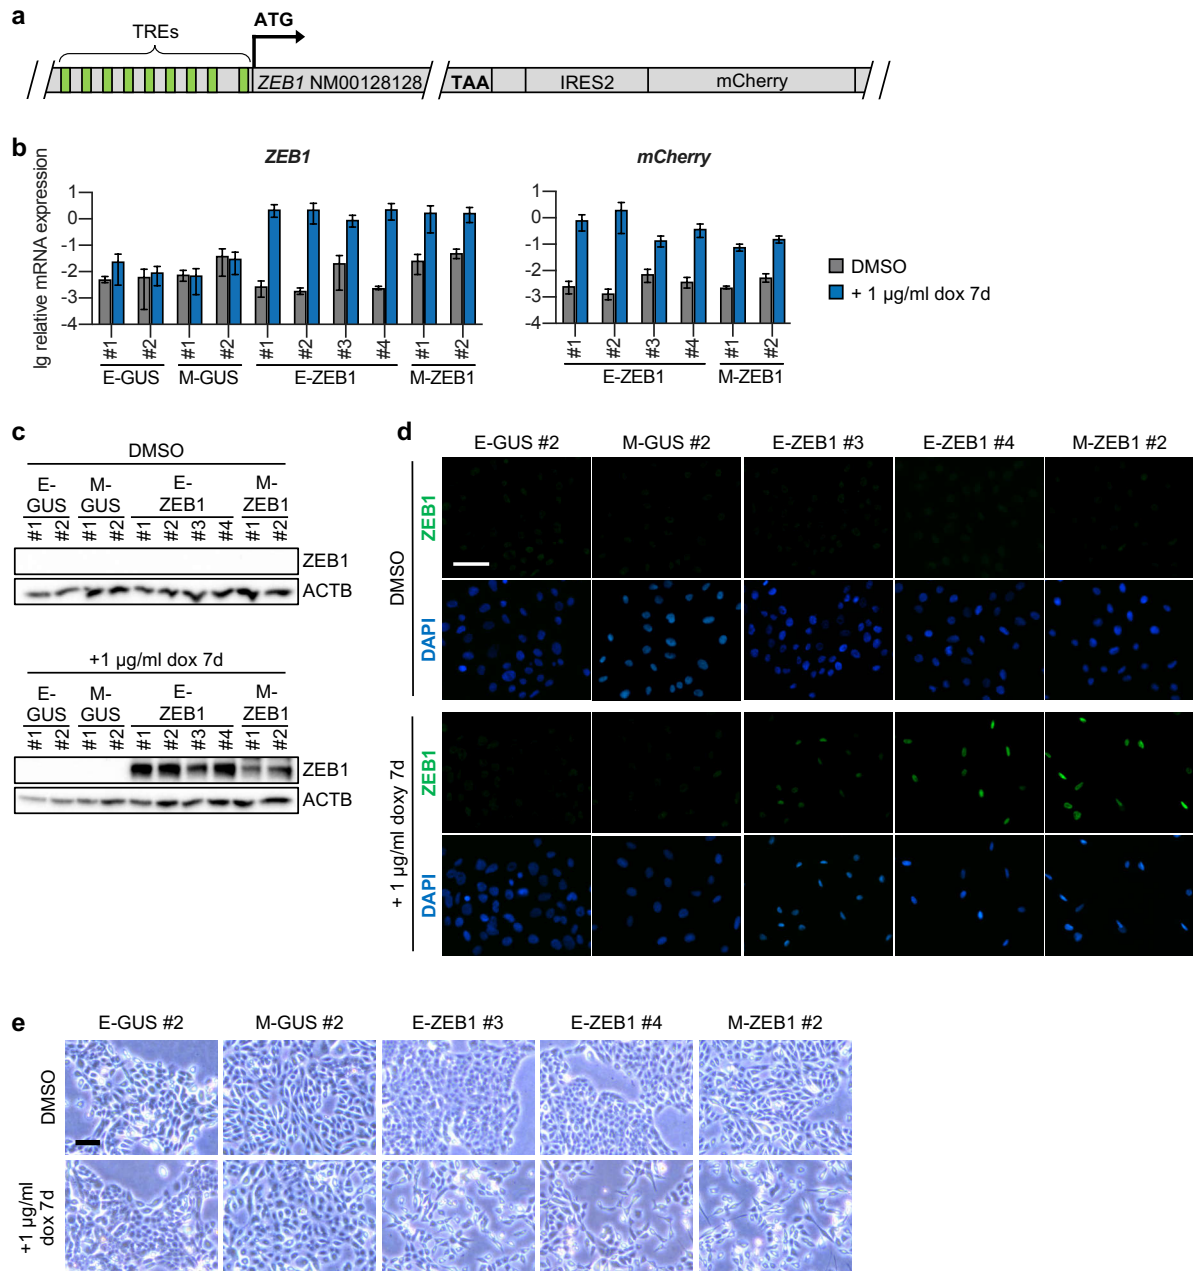 a
TREs
ATG
ZEB1 NM00128128
TAA
IRES2
mCherry
b
ZEB1
mCherry
lg relative mRNA expression
1
0
-1
-2
-3
-4
#1 #2 #1 #2 #1 #2 #3 #4 #1 #2
E-GUS M-GUS E-ZEB1 M-ZEB1
1
0
-1
-2
-3
-4
#1 #2 #3 #4 #1 #2
E-ZEB1 M-ZEB1
DMSO
+ 1 µg/ml dox 7d
c
DMSO
E- M- E- M-
GUS GUS ZEB1 ZEB1
#1 #2 #1 #2 #1 #2 #3 #4 #1 #2
ZEB1
ACTB
+1 µg/ml dox 7d
E- M- E- M-
GUS GUS ZEB1 ZEB1
#1 #2 #1 #2 #1 #2 #3 #4 #1 #2
ZEB1
ACTB
d
E-GUS #2 M-GUS #2 E-ZEB1 #3 E-ZEB1 #4 M-ZEB1 #2
DMSO
ZEB1
DAPI
+ 1 µg/ml doxy 7d
ZEB1
DAPI
e
E-GUS #2 M-GUS #2 E-ZEB1 #3 E-ZEB1 #4 M-ZEB1 #2
DMSO
+1 µg/ml
dox 7d